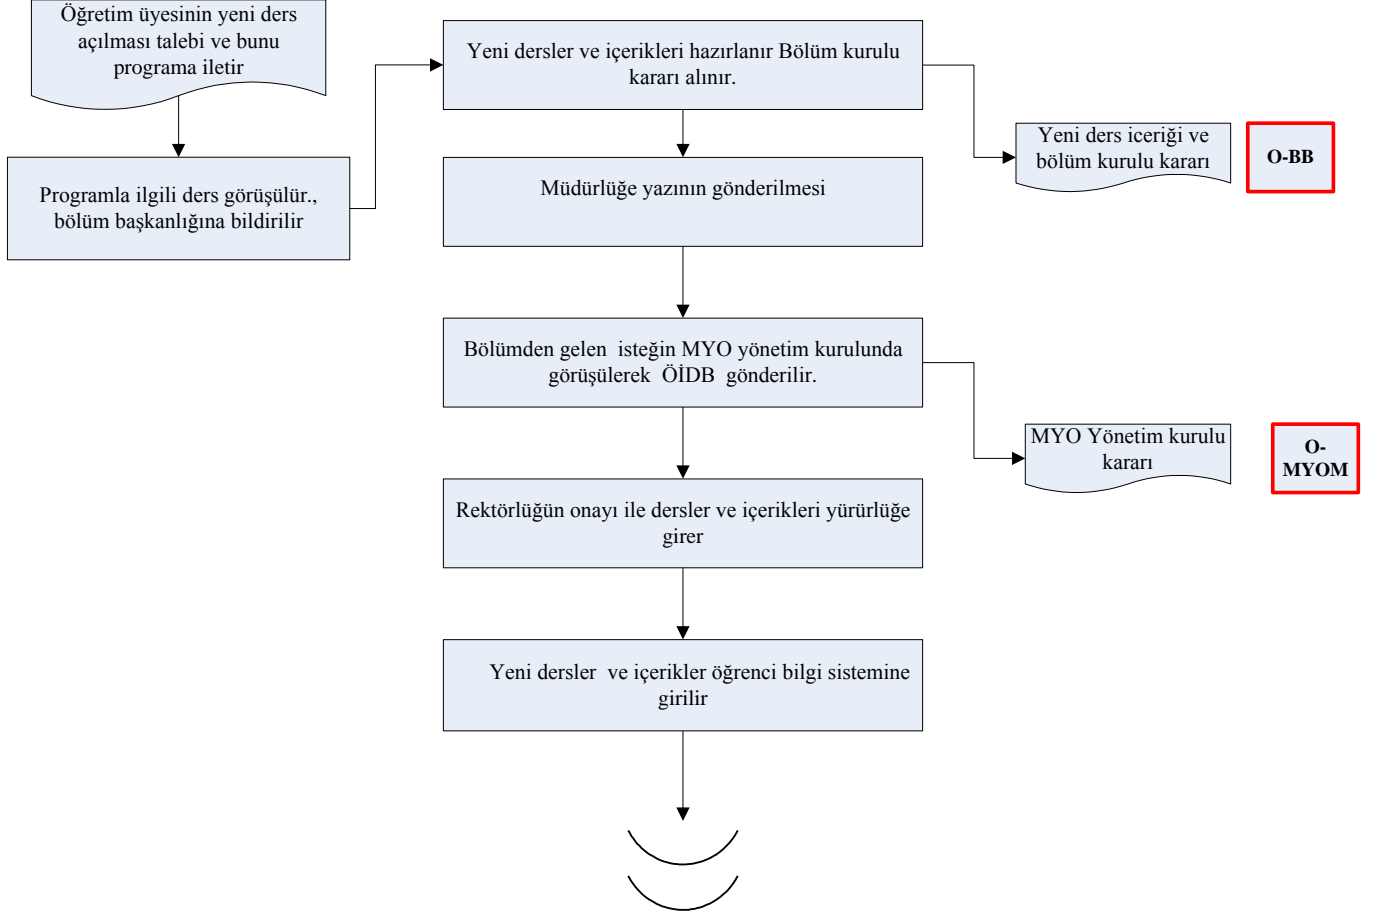 Öğretim üyesinin yeni ders
açılması talebi ve bunu
programa iletir
Programla ilgili ders görüşülür.,
bölüm başkanlığına bildirilir
Yeni dersler ve içerikleri hazırlanır Bölüm kurulu
kararı alınır.
Yeni ders iceriği ve
bölüm kurulu kararı
O-BB
Müdürlüğe yazının gönderilmesi
Bölümden gelen  isteğin MYO yönetim kurulunda
görüşülerek  ÖİDB  gönderilir.
MYO Yönetim kurulu
kararı
O-
MYOM
Rektörlüğün onayı ile dersler ve içerikleri yürürlüğe
girer
Yeni dersler  ve içerikler öğrenci bilgi sistemine
girilir